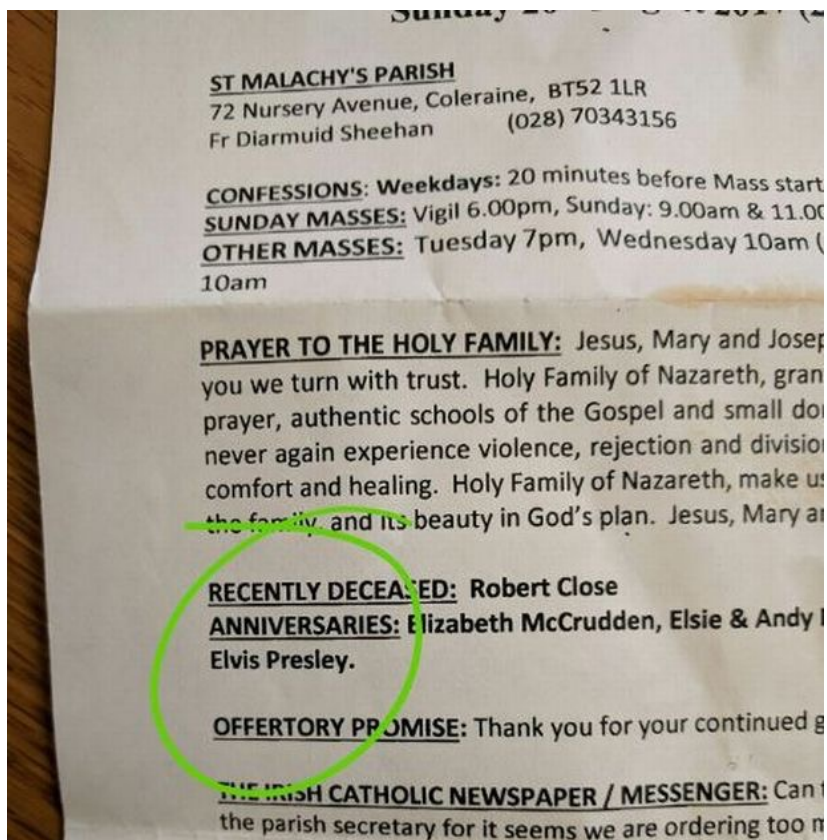 Sunday 20
2017
ST MALACHY'S PARISH
72 Nursery Avenue, Coleraine, BT52 1LR
Fr Diarmuid Sheehan (028) 70343156
CONFESSIONS: Weekdays: 20 minutes before Mass start
SUNDAY MASSES: Vigil 6.00pm, Sunday: 9.00am & 11.00
OTHER MASSES: Tuesday 7pm, Wednesday 10am (
10am
PRAYER TO THE HOLY FAMILY: Jesus, Mary and Josep
you we turn with trust. Holy Family of Nazareth, gran
prayer, authentic schools of the Gospel and small do
never again experience violence, rejection and divisio
comfort and healing. Holy Family of Nazareth, make us
the family, and its beauty in God's plan. Jesus, Mary a
RECENTLY DECEASED: Robert Close
ANNIVERSARIES: Elizabeth McCrudden, Elsie & Andy
Elvis Presley.
OFFERTORY PROMISE: Thank you for your continued g
THE IRISH CATHOLIC NEWSPAPER / MESSENGER: Can
the parish secretary for it seems we are ordering too m